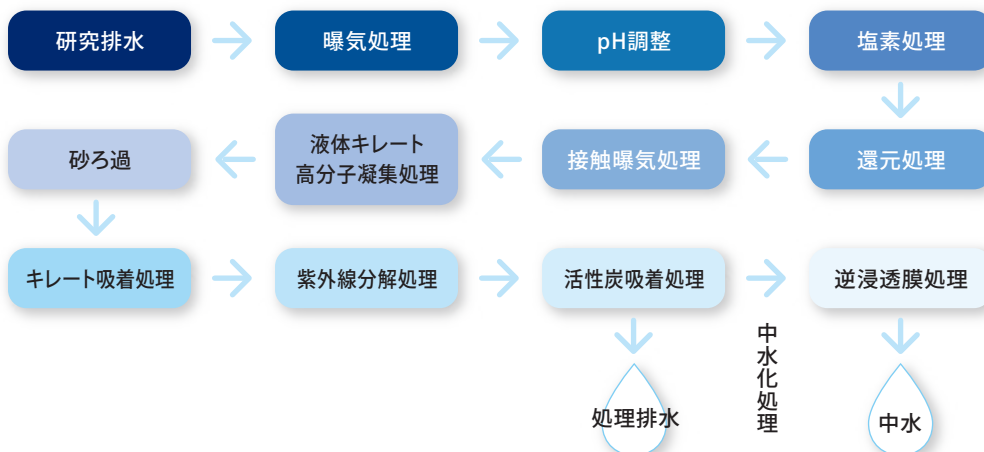 研究排水
曝気処理
pH調整
塩素処理
還元処理
接触曝気処理
液体キレート
高分子凝集処理
砂ろ過
キレート吸着処理
紫外線分解処理
活性炭吸着処理
逆浸透膜処理
中水化処理
処理排水
中水